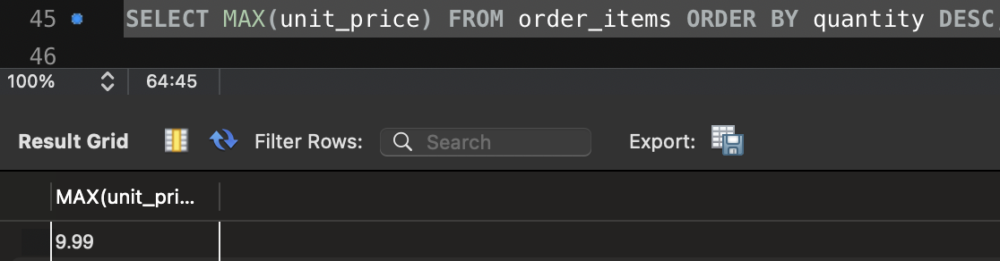 45 SELECT MAX(unit_price) FROM order_items ORDER BY quantity DESC
46
100% 64:45
Result Grid Filter Rows: Search Export:
MAX(unit_pri...
9.99